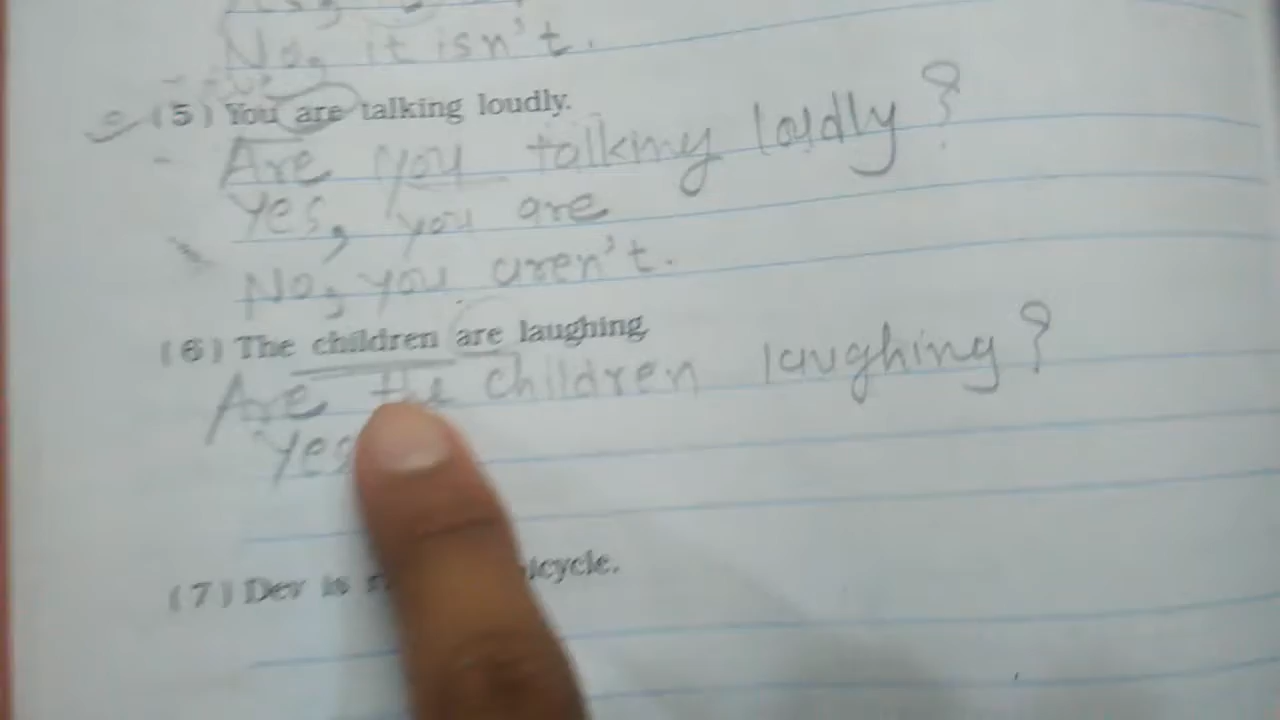 No, it isn't.
(5) You are talking loudly.
Are you talking loudly?
Yes, you are
No, you aren't.
(6) The children are laughing
Are the children laughing?
Yes
(7) Dev is